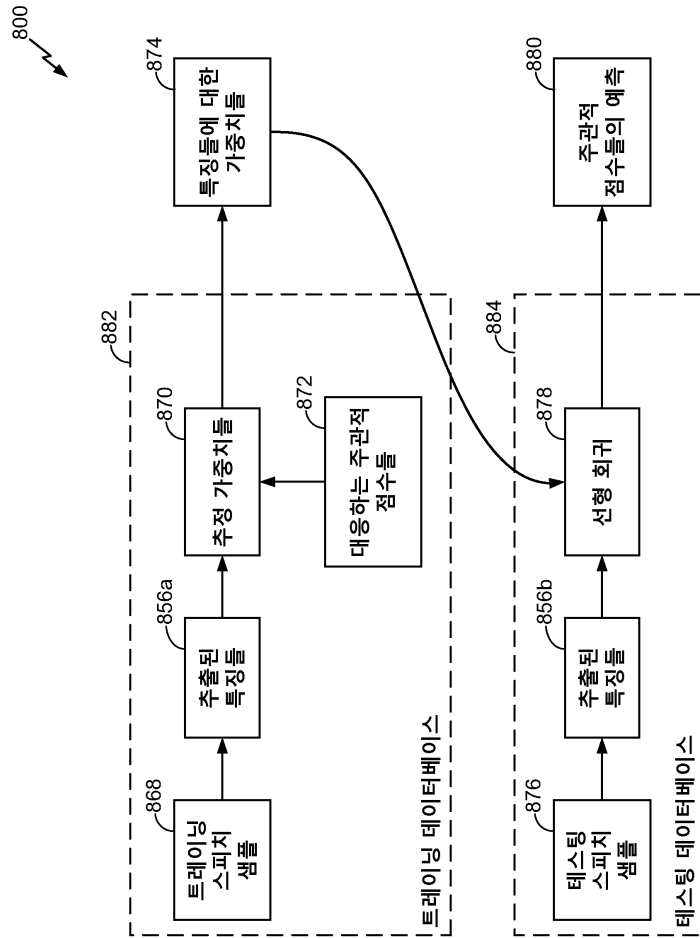 800
882
868
트레이닝
스피치
샘플
856a
추출된
특징들
870
추정 가중치들
872
대응하는 주관적
점수들
874
특징들에 대한
가중치들
트레이닝 데이터베이스
884
876
테스팅
스피치
샘플
856b
추출된
특징들
878
선형 회귀
880
주관적
점수들의 예측
테스팅 데이터베이스